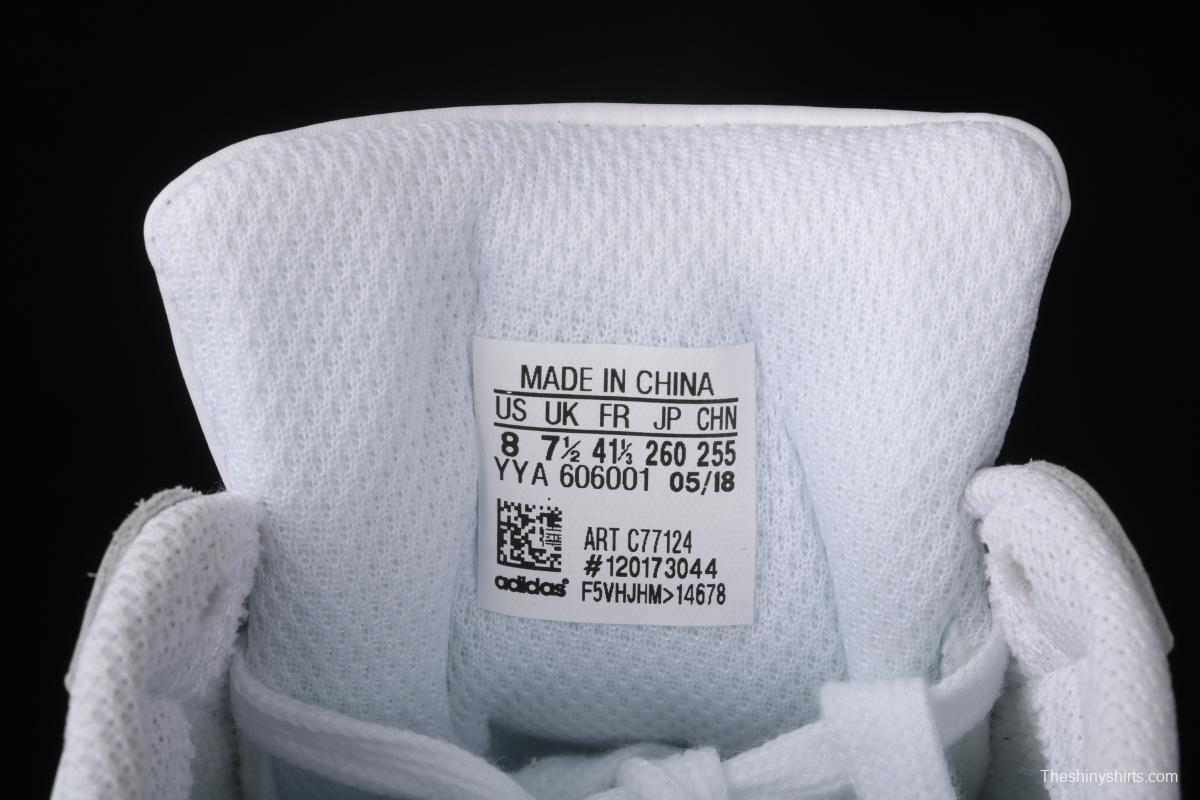 MADE IN CHINA
US UK FR JP CHN
8 7½ 41⅓ 260 255
YYA 606001 05/18
ART C77124
#120173044
adidas® F5VHJHM>14678
Theshinyshirts.com